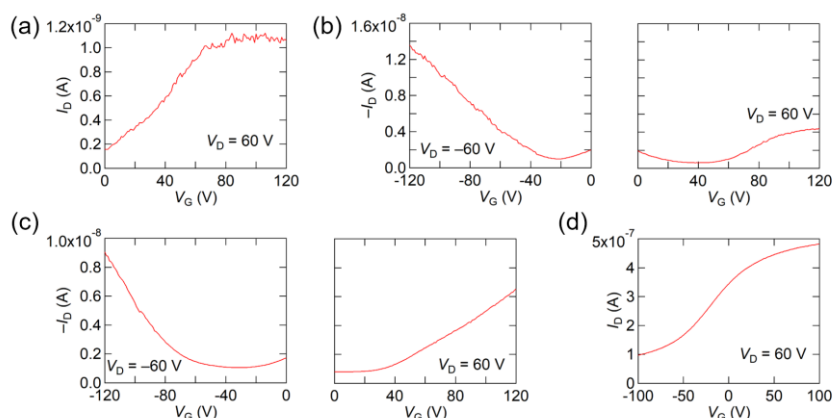 (a)
1.2x10⁻⁹
1.0
0.8
0.6
0.4
0.2
0.0
I_D (A)
V_D = 60 V
0 40 80 120
V_G (V)
(b)
1.6x10⁻⁸
1.2
0.8
0.4
0.0
−I_D (A)
V_D = −60 V
-120 -80 -40 0
V_G (V)
V_D = 60 V
0 40 80 120
V_G (V)
(c)
1.0x10⁻⁸
0.8
0.6
0.4
0.2
0.0
−I_D (A)
V_D = −60 V
-120 -80 -40 0
V_G (V)
V_D = 60 V
0 40 80 120
V_G (V)
(d)
5x10⁻⁷
4
3
2
1
0
I_D (A)
V_D = 60 V
-100 -50 0 50 100
V_G (V)